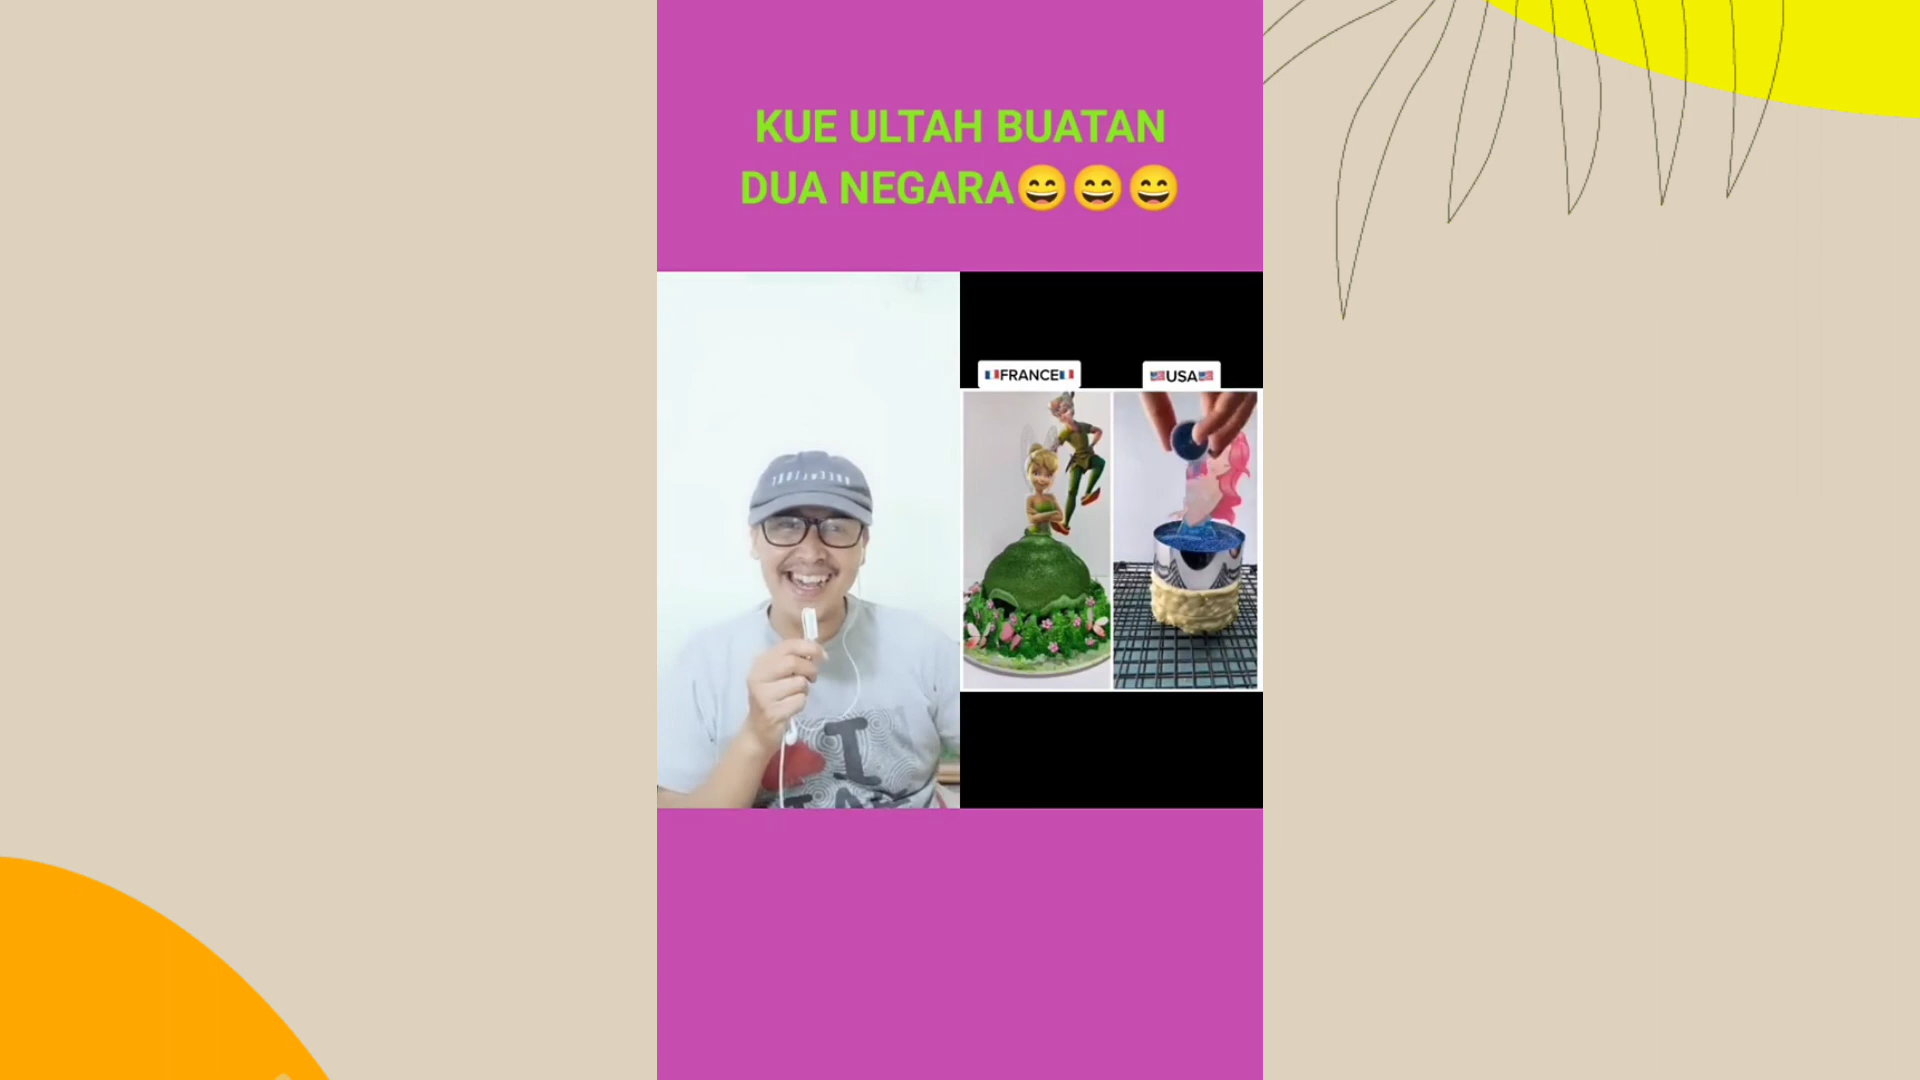 KUE ULTAH BUATAN
DUA NEGARA😄😄😄
🇫🇷FRANCE🇫🇷
🇺🇸USA🇺🇸
I